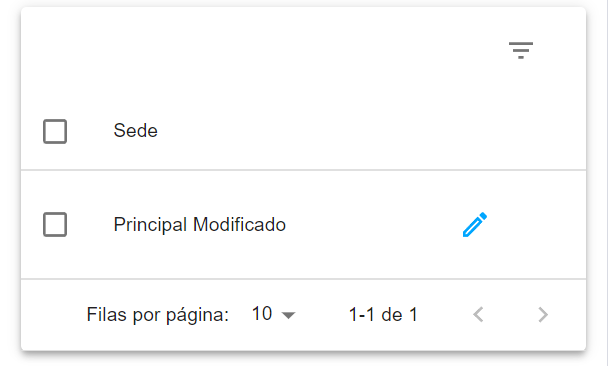 Sede
Principal Modificado
Filas por página: 10 1-1 de 1